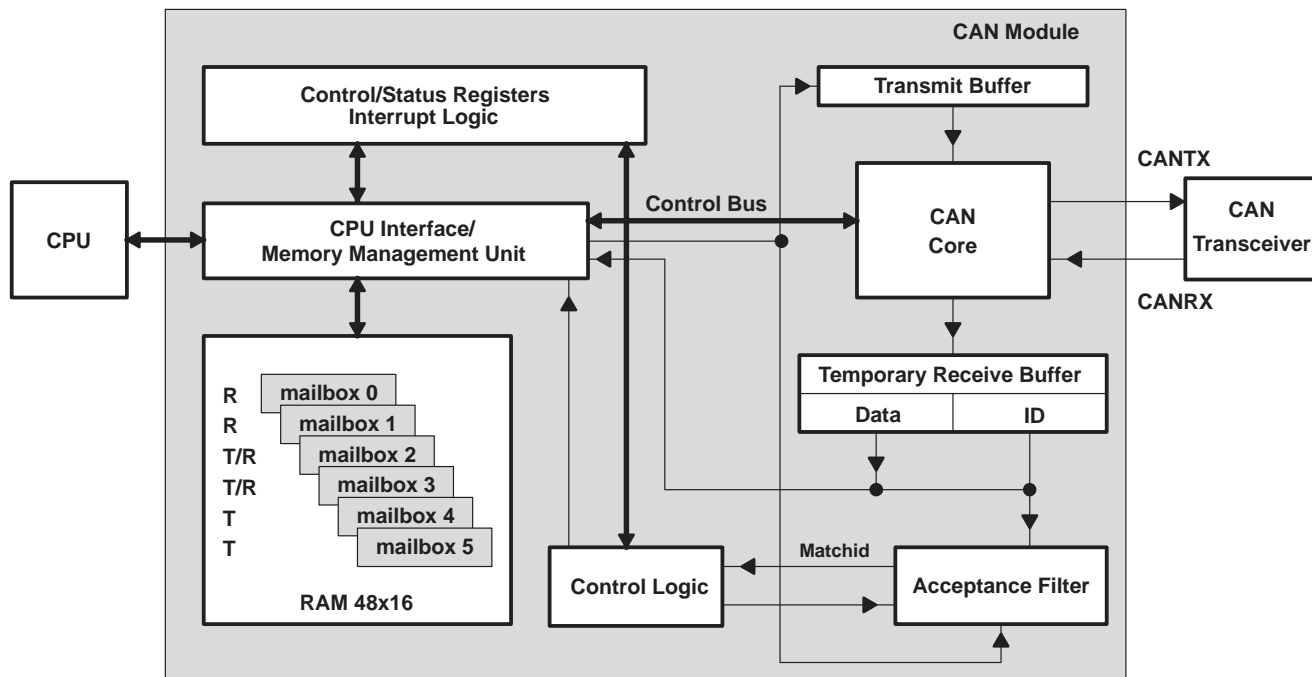 CAN Module
Control/Status Registers
Interrupt Logic
Transmit Buffer
CANTX
CPU
CPU Interface/
Memory Management Unit
Control Bus
CAN
Core
CAN
Transceiver
CANRX
R mailbox 0
R mailbox 1
T/R mailbox 2
T/R mailbox 3
T mailbox 4
T mailbox 5
RAM 48x16
Temporary Receive Buffer
Data ID
Control Logic
Matchid
Acceptance Filter